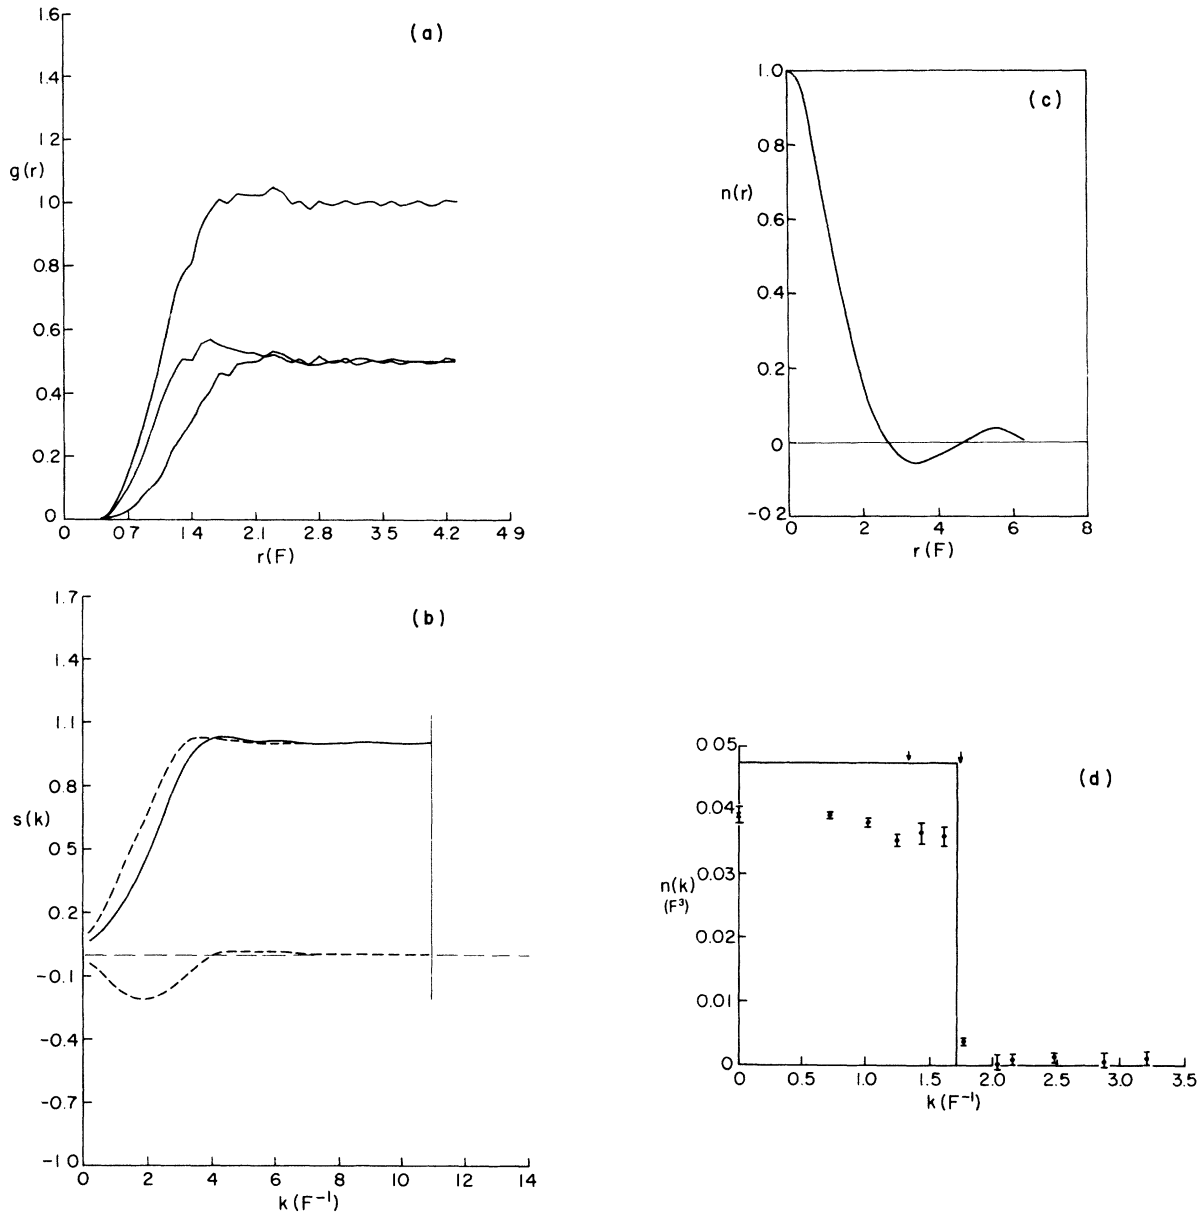 (a)
1.6
1.4
1 2
g(r)
1 0
0.8
0.6
0.4
0.2
0
0 0.7 1 4 2.1 2.8 3.5 4.2 4 9
r(F)
(c)
1.0
0.8
n(r)
0.6
0.4
0.2
0
-0 2
0 2 4 6 8
r(F)
(b)
1.7
1.4
1.1
0.8
s(k)
0 5
0.2
-0.1
-0.4
-0.7
-1 0
0 2 4 6 8 10 12 14
k(F⁻¹)
(d)
0.05
0.04
0.03
n(k)
(F³)
0.02
0.01
0
0 0.5 1.0 1.5 2.0 2.5 3.0 3.5
k(F⁻¹)